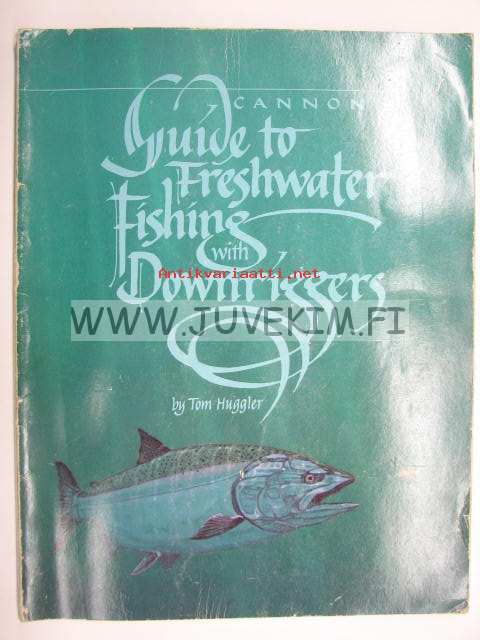 CANNON
Guide to
Freshwater
Fishing
with
Antikvariaatti.net
Downriggers
WWW.JUVEKIM.FI
by Tom Huggler